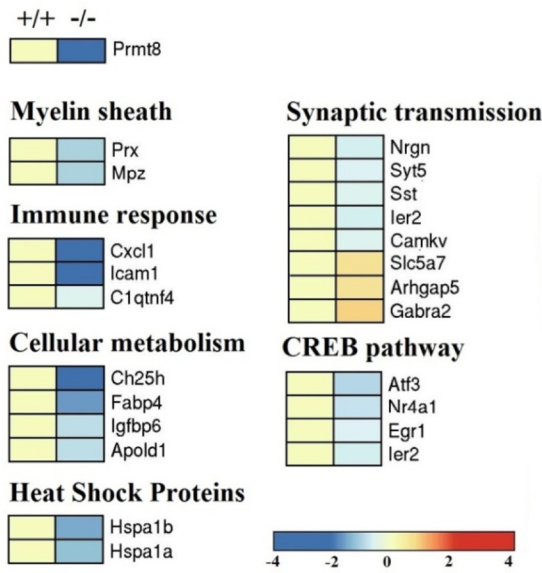 +/+ -/-
Prmt8
Myelin sheath
Prx
Mpz
Immune response
Cxcl1
Icam1
C1qtnf4
Cellular metabolism
Ch25h
Fabp4
Igfbp6
Apold1
Heat Shock Proteins
Hspa1b
Hspa1a
Synaptic transmission
Nrgn
Syt5
Sst
Ier2
Camkv
Slc5a7
Arhgap5
Gabra2
CREB pathway
Atf3
Nr4a1
Egr1
Ier2
-4 -2 0 2 4